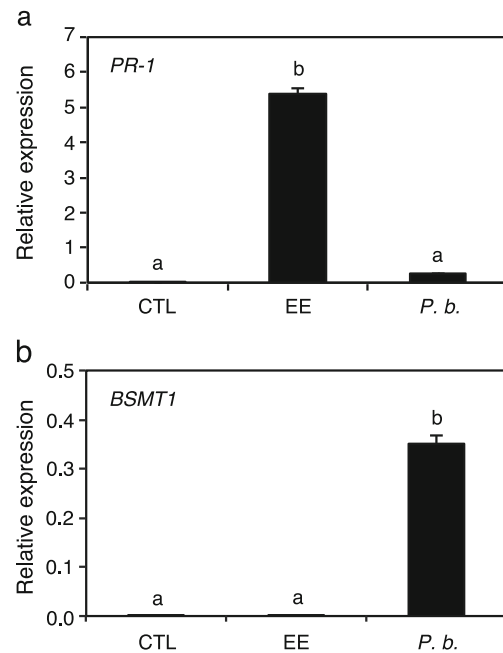 a
PR-1
Relative expression
7
6
5
4
3
2
1
0
a
b
a
CTL
EE
P. b.
b
BSMT1
Relative expression
0.5
0.4
0.3
0.2
0.1
0.0
a
a
b
CTL
EE
P. b.